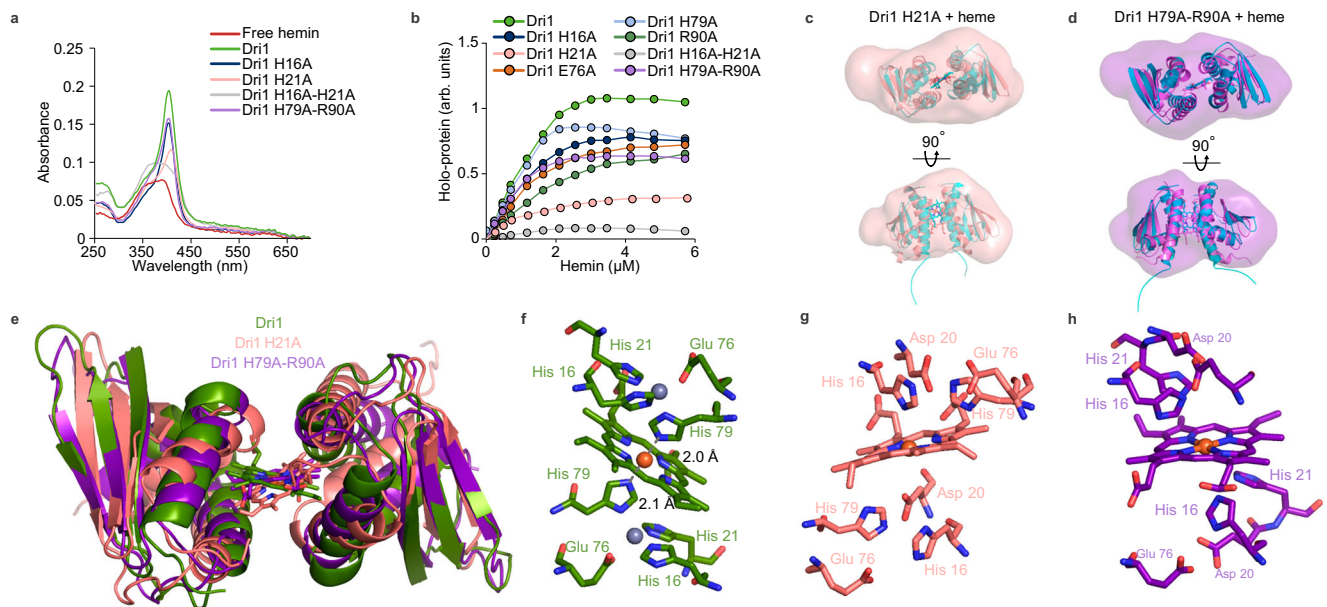 a
Free hemin
Dri1
Dri1 H16A
Dri1 H21A
Dri1 H16A-H21A
Dri1 H79A-R90A
0.25
0.2
0.15
0.1
0.05
0
Absorbance
250 350 450 550 650
Wavelength (nm)
b
Dri1
Dri1 H16A
Dri1 H21A
Dri1 E76A
Dri1 H79A
Dri1 R90A
Dri1 H16A-H21A
Dri1 H79A-R90A
1.5
1
0.5
0
Holo-protein (arb. units)
0 2 4 6
Hemin (µM)
c
Dri1 H21A + heme
90°
d
Dri1 H79A-R90A + heme
90°
e
Dri1
Dri1 H21A
Dri1 H79A-R90A
f
His 21
Glu 76
His 16
His 79
2.0 Å
His 79
2.1 Å
His 21
Glu 76
His 16
g
Asp 20
Glu 76
His 16
His 79
Asp 20
His 79
Glu 76
His 16
h
Asp 20
His 21
His 16
His 21
His 16
Glu 76
Asp 20